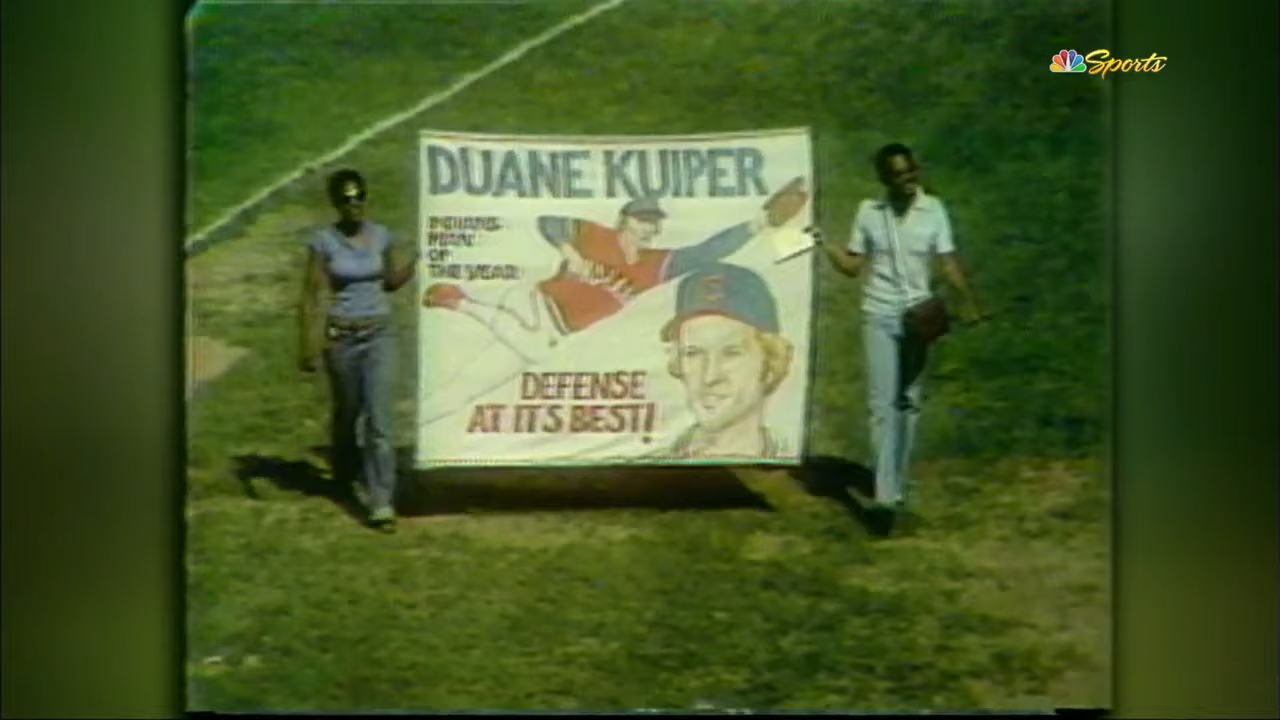 Sports
DUANE KUIPER
INDIANS
MAN
OF
THE YEAR
DEFENSE
AT ITS BEST!